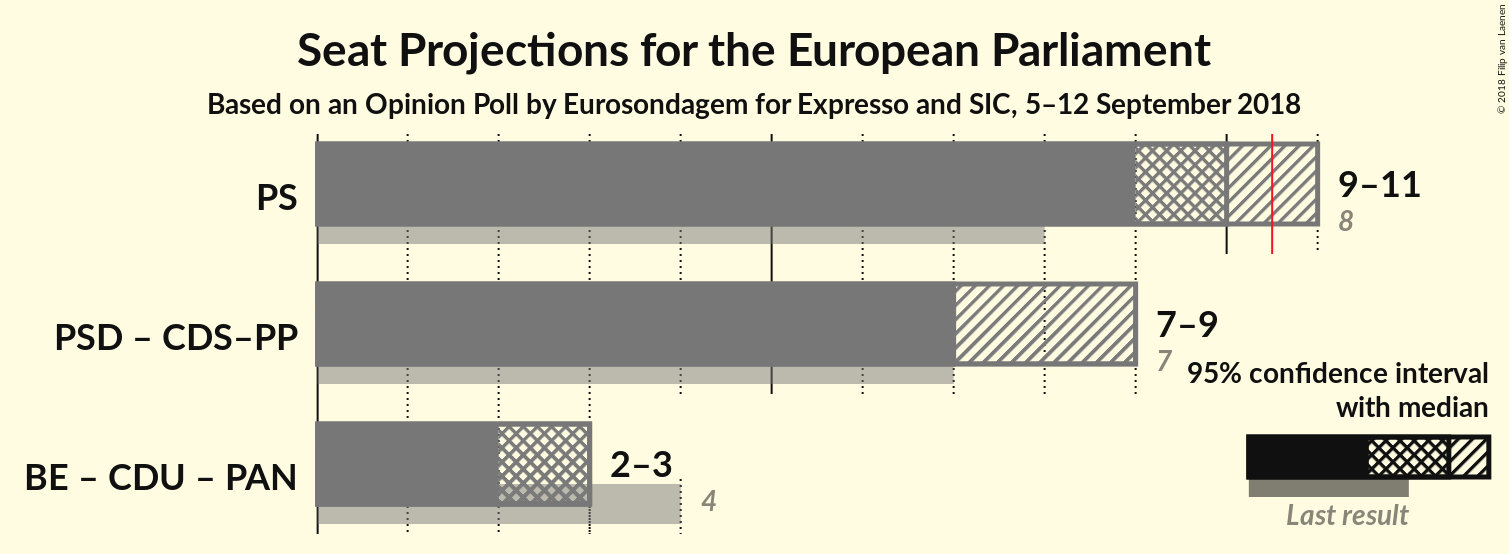 Seat Projections for the European Parliament
Based on an Opinion Poll by Eurosondagem for Expresso and SIC, 5–12 September 2018
© 2018 Filip van Laenen
PS
9–11
8
PSD – CDS–PP
7–9
7
BE – CDU – PAN
2–3
4
95% confidence interval
with median
Last result